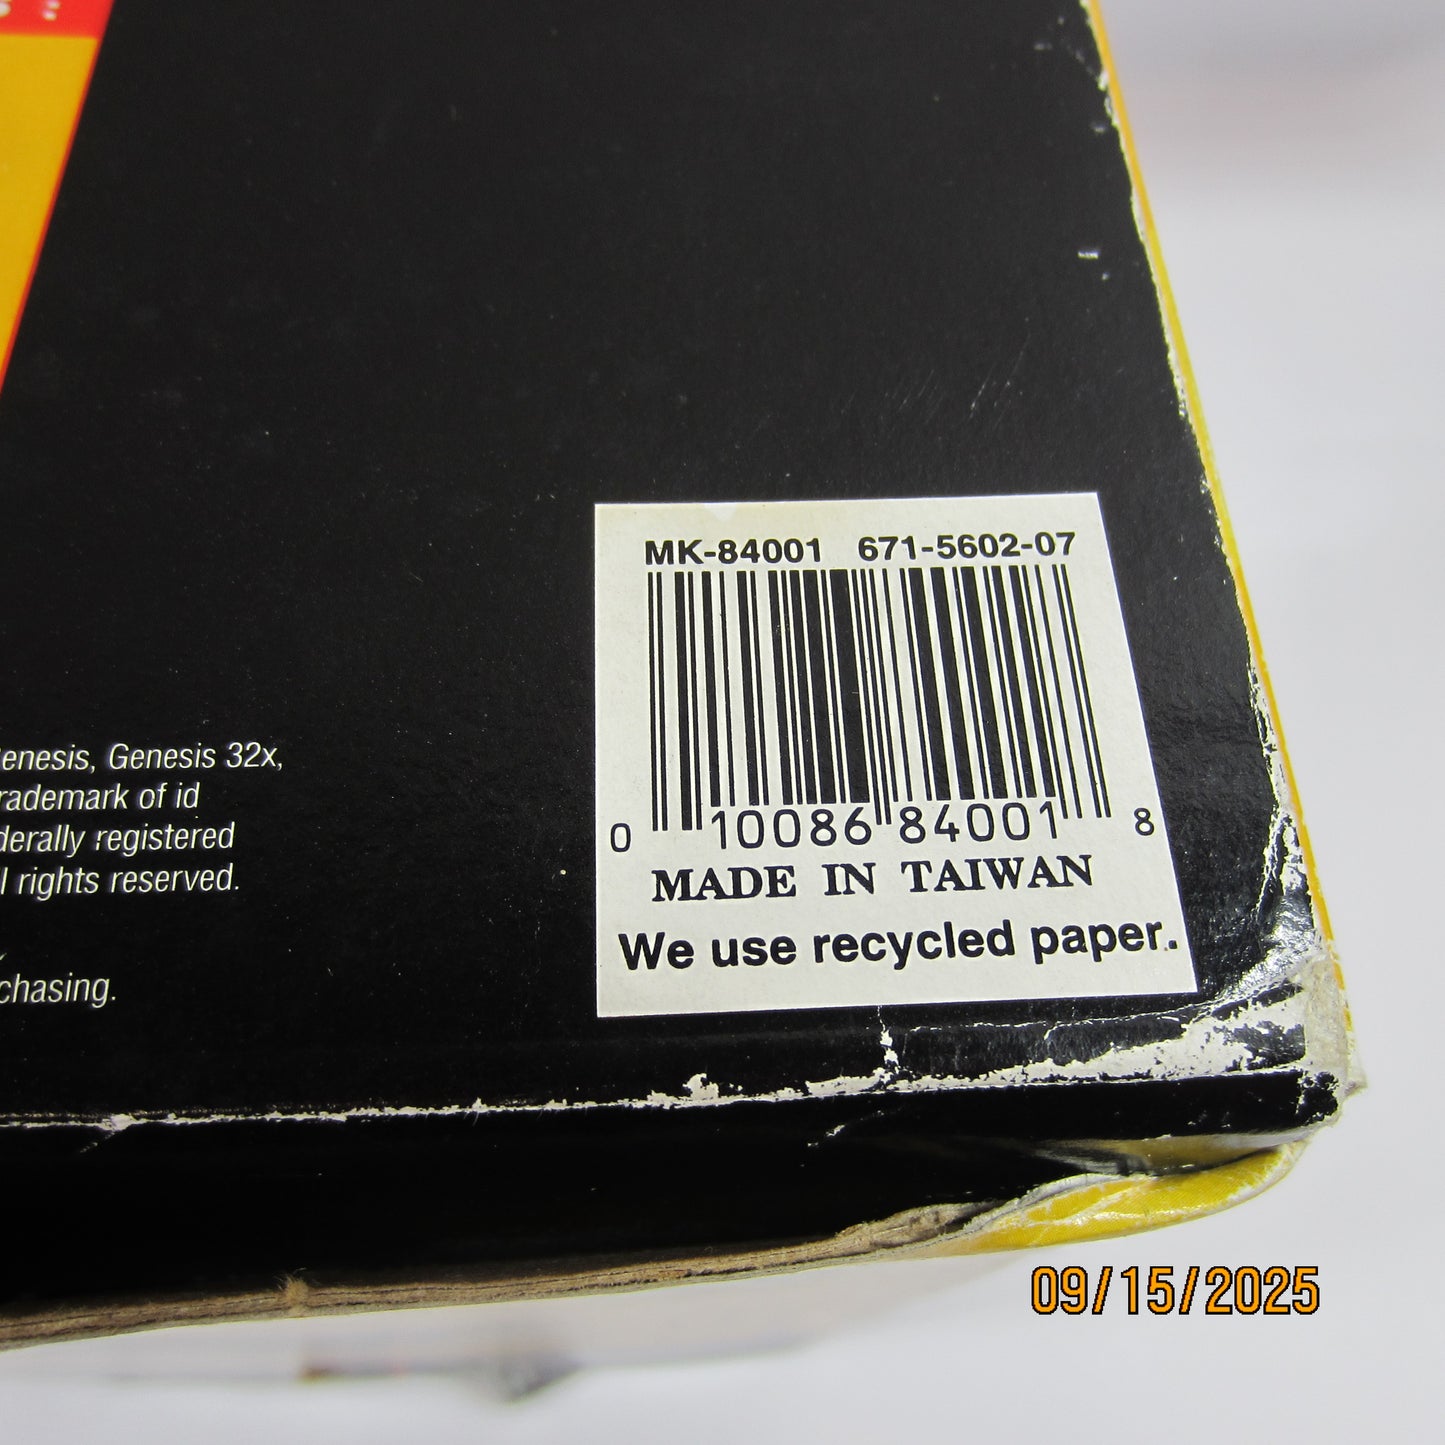 MK-84001 671-5602-07
0 10086 84001 8
MADE IN TAIWAN
We use recycled paper.
enesis, Genesis 32x,
rademark of id
derally registered
l rights reserved.
chasing.
09/15/2025